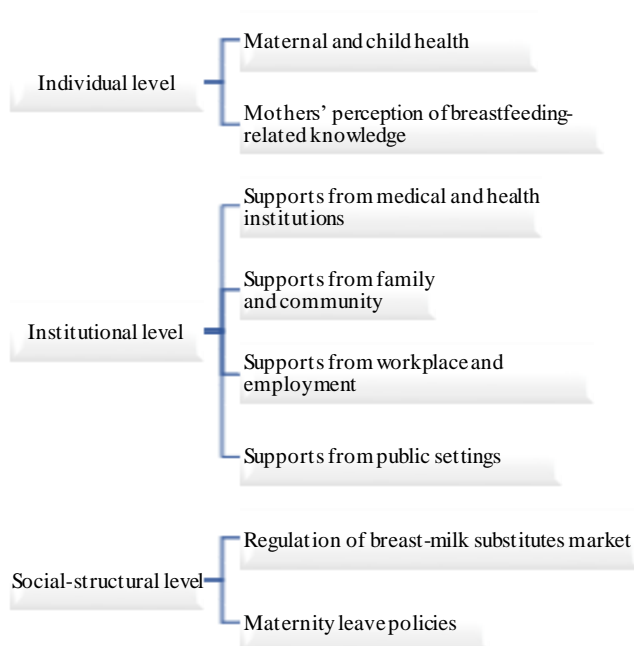 Maternal and child health
Individual level
Mothers' perception of breastfeeding-
related knowledge
Supports from medical and health
institutions
Supports from family
and community
Institutional level
Supports from workplace and
employment
Supports from public settings
Regulation of breast-milk substitutes market
Social-structural level
Maternity leave policies